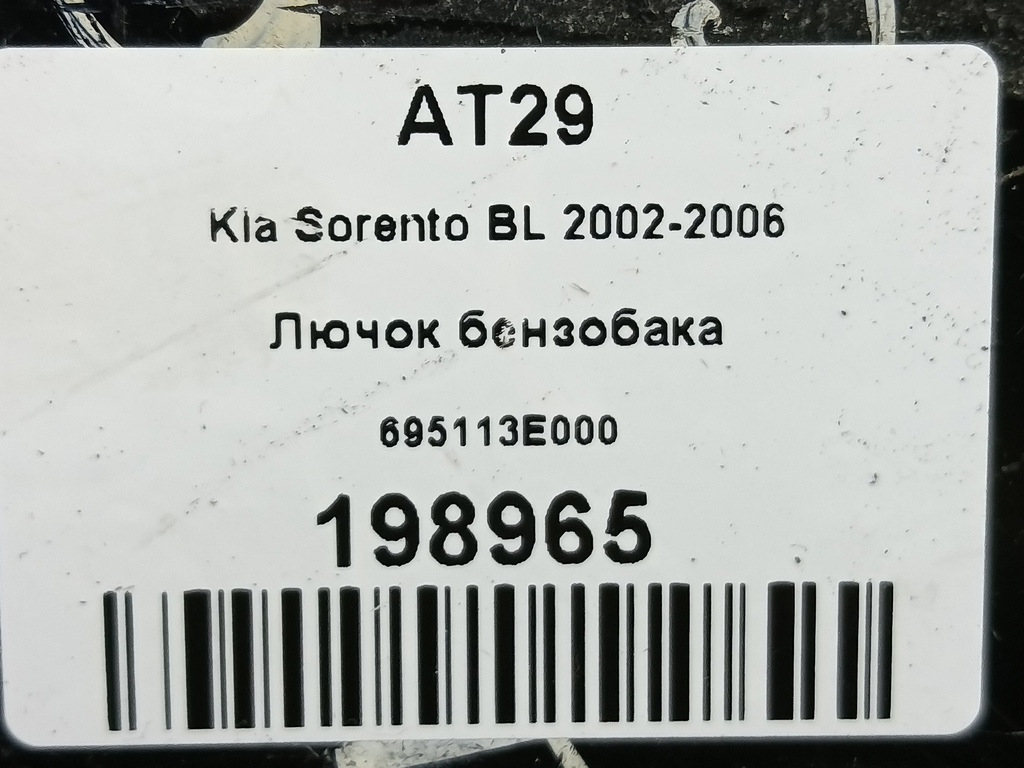 AT29
Kia Sorento BL 2002-2006
Лючок бензобака
695113E000
198965